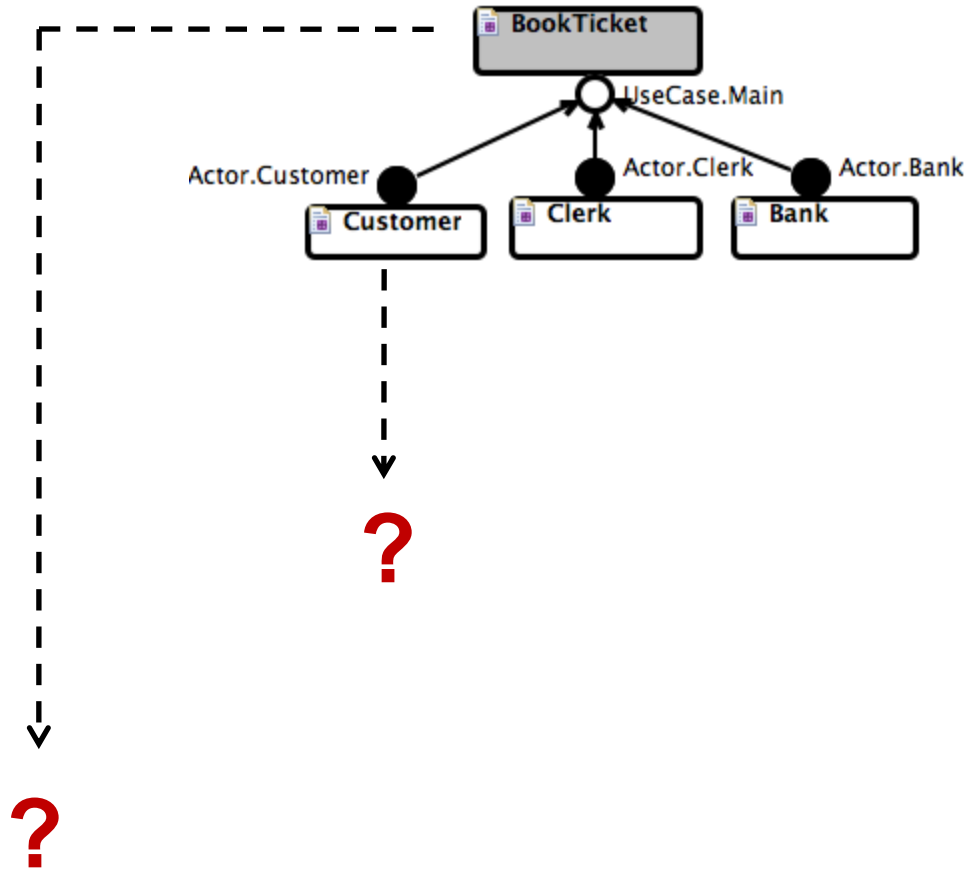 BookTicket
UseCase.Main
Actor.Customer
Actor.Clerk
Actor.Bank
Customer
Clerk
Bank
?
?